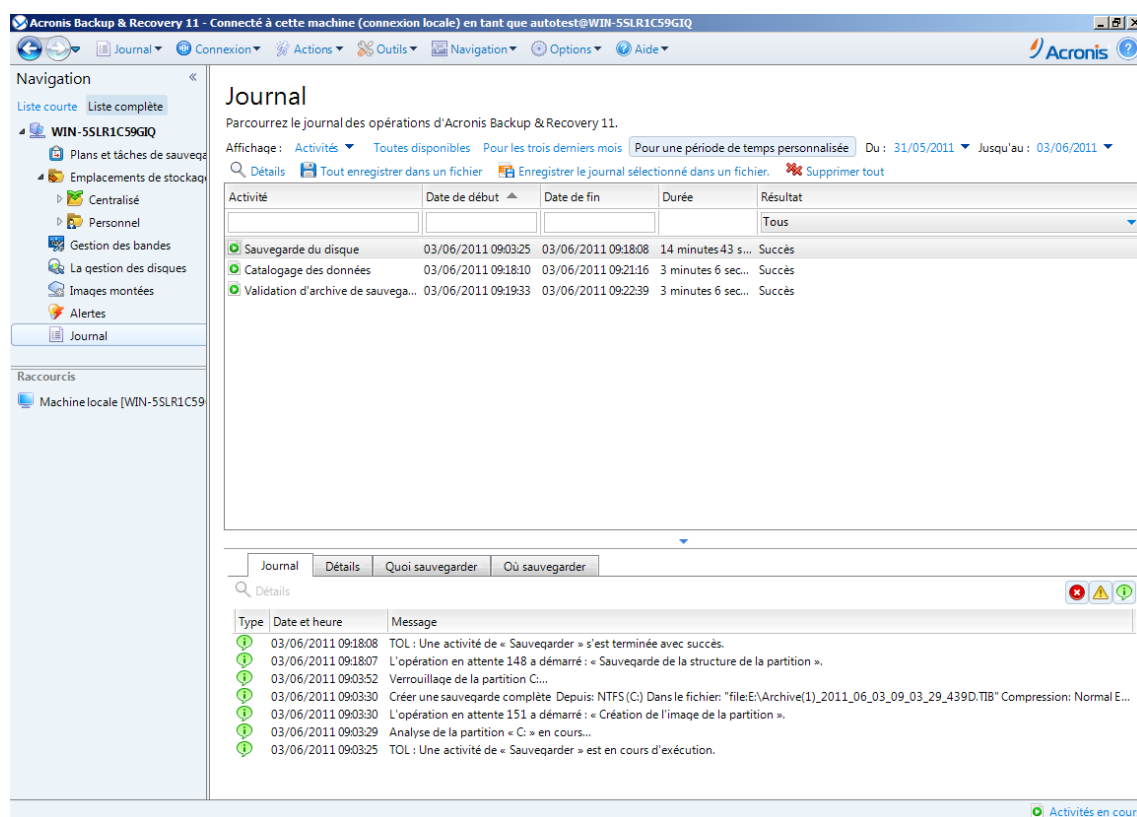 Acronis Backup & Recovery 11 - Connecté à cette machine (connexion locale) en tant que autotest@WIN-5SLR1C59GIQ
Journal Connexion Actions Outils Navigation Options Aide Acronis
Navigation
Liste courte Liste complète
WIN-5SLR1C59GIQ
Plans et tâches de sauvega
Emplacements de stockag
Centralisé
Personnel
Gestion des bandes
La gestion des disques
Images montées
Alertes
Journal
Raccourcis
Machine locale [WIN-5SLR1C59
Journal
Parcourrez le journal des opérations d'Acronis Backup & Recovery 11.
Affichage : Activités Toutes disponibles Pour les trois derniers mois Pour une période de temps personnalisée Du : 31/05/2011 Jusqu'au : 03/06/2011
Détails Tout enregistrer dans un fichier Enregistrer le journal sélectionné dans un fichier. Supprimer tout
Activité Date de début Date de fin Durée Résultat
Tous
Sauvegarde du disque 03/06/2011 09:03:25 03/06/2011 09:18:08 14 minutes 43 s... Succès
Catalogage des données 03/06/2011 09:18:10 03/06/2011 09:21:16 3 minutes 6 sec... Succès
Validation d'archive de sauvega... 03/06/2011 09:19:33 03/06/2011 09:22:39 3 minutes 6 sec... Succès
Journal Détails Quoi sauvegarder Où sauvegarder
Détails
Type Date et heure Message
03/06/2011 09:18:08 TOL : Une activité de « Sauvegarder » s'est terminée avec succès.
03/06/2011 09:18:07 L'opération en attente 148 a démarré : « Sauvegarde de la structure de la partition ».
03/06/2011 09:03:52 Verrouillage de la partition C:...
03/06/2011 09:03:30 Créer une sauvegarde complète Depuis: NTFS (C:) Dans le fichier: "file:E:\Archive(1)_2011_06_03_09_03_29_439D.TIB" Compression: Normal E...
03/06/2011 09:03:30 L'opération en attente 151 a démarré : « Création de l'image de la partition ».
03/06/2011 09:03:29 Analyse de la partition « C: » en cours...
03/06/2011 09:03:25 TOL : Une activité de « Sauvegarder » est en cours d'exécution.
Activités en cour